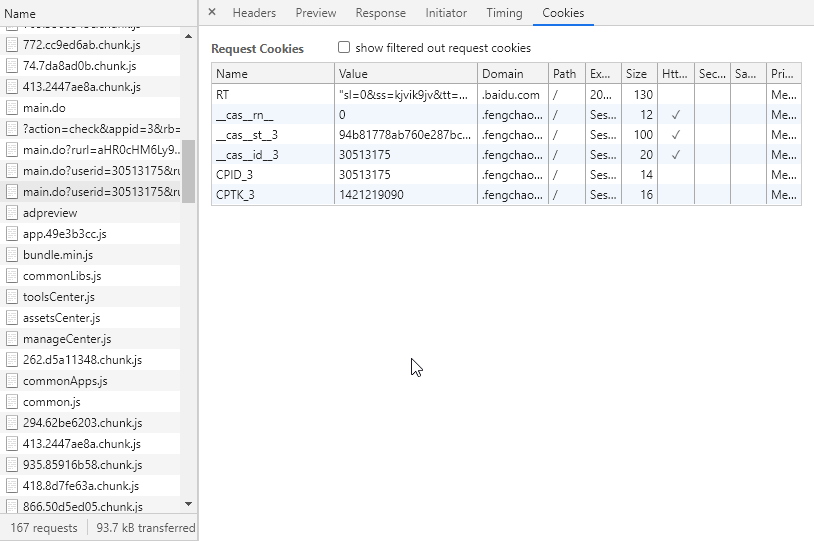 Name
772.cc9ed6ab.chunk.js
74.7da8ad0b.chunk.js
413.2447ae8a.chunk.js
main.do
?action=check&appid=3&rb=
main.do?rurl=aHR0cHM6Ly9...
main.do?userid=30513175&ru
main.do?userid=30513175&ru
adpreview
app.49e3b3cc.js
bundle.min.js
commonLibs.js
toolsCenter.js
assetsCenter.js
manageCenter.js
262.d5a11348.chunk.js
commonApps.js
common.js
294.62be6203.chunk.js
413.2447ae8a.chunk.js
935.85916b58.chunk.js
418.8d7fe63a.chunk.js
866.50d5ed05.chunk.js
167 requests 93.7 kB transferred
× Headers Preview Response Initiator Timing Cookies
Request Cookies show filtered out request cookies
Name Value Domain Path Ex... Size Htt... Sec... Sa... Pri...
RT "sl=0&ss=kjvik9jv&tt=... .baidu.com / 20... 130 Me...
__cas__rn__ 0 .fengchao... / Ses... 12 ✓ Me...
__cas__st__3 94b81778ab760e287bc... .fengchao... / Ses... 100 ✓ Me...
__cas__id__3 30513175 .fengchao... / Ses... 20 ✓ Me...
CPID_3 30513175 .fengchao... / Ses... 14 Me...
CPTK_3 1421219090 .fengchao... / Ses... 16 Me...